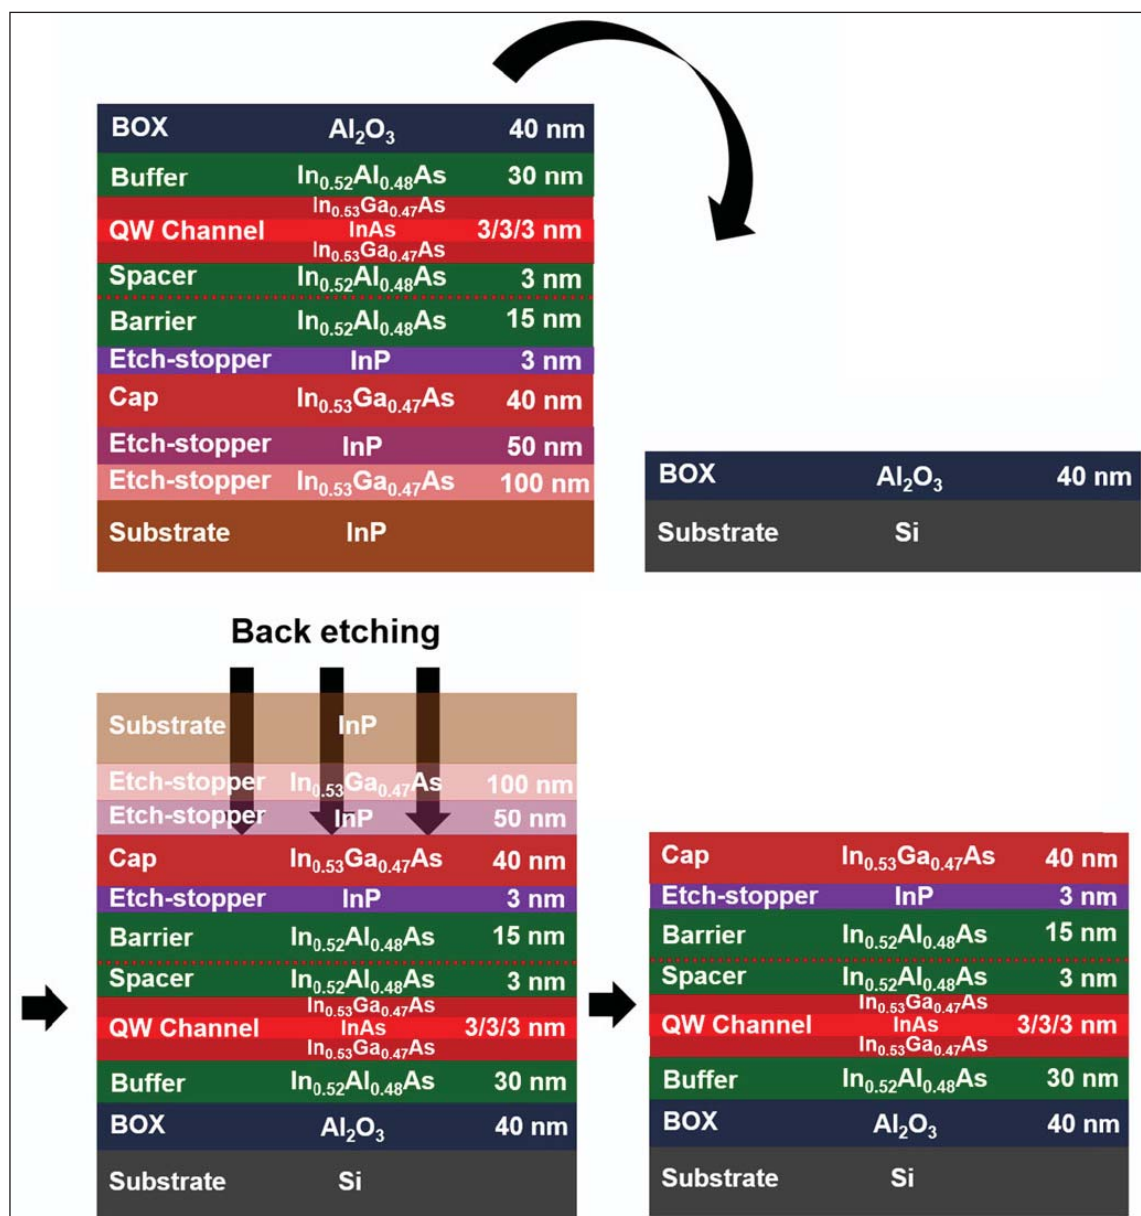 BOX Al₂O₃ 40 nm
Buffer In₀.₅₂Al₀.₄₈As 30 nm
In₀.₅₃Ga₀.₄₇As
QW Channel InAs 3/3/3 nm
In₀.₅₃Ga₀.₄₇As
Spacer In₀.₅₂Al₀.₄₈As 3 nm
Barrier In₀.₅₂Al₀.₄₈As 15 nm
Etch-stopper InP 3 nm
Cap In₀.₅₃Ga₀.₄₇As 40 nm
Etch-stopper InP 50 nm
Etch-stopper In₀.₅₃Ga₀.₄₇As 100 nm
Substrate InP
BOX Al₂O₃ 40 nm
Substrate Si
Back etching
Substrate InP
Etch-stopper In₀.₅₃Ga₀.₄₇As 100 nm
Etch-stopper InP 50 nm
Cap In₀.₅₃Ga₀.₄₇As 40 nm
Etch-stopper InP 3 nm
Barrier In₀.₅₂Al₀.₄₈As 15 nm
Spacer In₀.₅₂Al₀.₄₈As 3 nm
In₀.₅₃Ga₀.₄₇As
QW Channel InAs 3/3/3 nm
In₀.₅₃Ga₀.₄₇As
Buffer In₀.₅₂Al₀.₄₈As 30 nm
BOX Al₂O₃ 40 nm
Substrate Si
Cap In₀.₅₃Ga₀.₄₇As 40 nm
Etch-stopper InP 3 nm
Barrier In₀.₅₂Al₀.₄₈As 15 nm
Spacer In₀.₅₂Al₀.₄₈As 3 nm
In₀.₅₃Ga₀.₄₇As
QW Channel InAs 3/3/3 nm
In₀.₅₃Ga₀.₄₇As
Buffer In₀.₅₂Al₀.₄₈As 30 nm
BOX Al₂O₃ 40 nm
Substrate Si